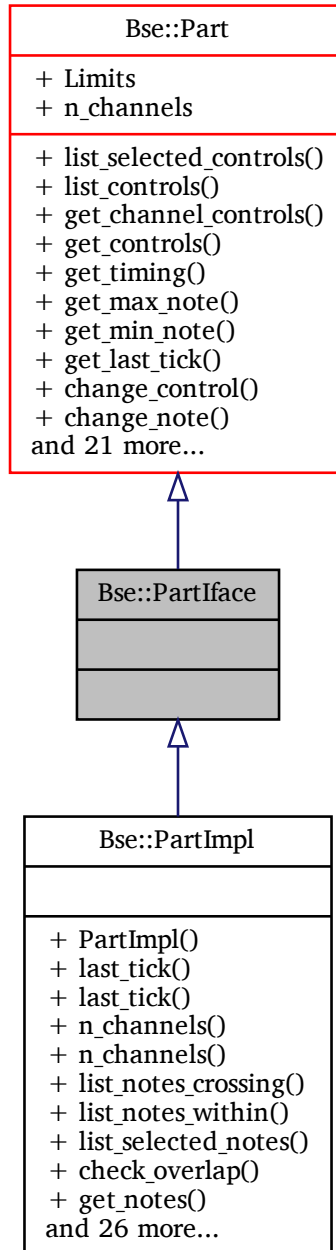 Bse::Part
+ Limits
+ n_channels
+ list_selected_controls()
+ list_controls()
+ get_channel_controls()
+ get_controls()
+ get_timing()
+ get_max_note()
+ get_min_note()
+ get_last_tick()
+ change_control()
+ change_note()
and 21 more...
Bse::PartIface
Bse::PartImpl
+ PartImpl()
+ last_tick()
+ last_tick()
+ n_channels()
+ n_channels()
+ list_notes_crossing()
+ list_notes_within()
+ list_selected_notes()
+ check_overlap()
+ get_notes()
and 26 more...